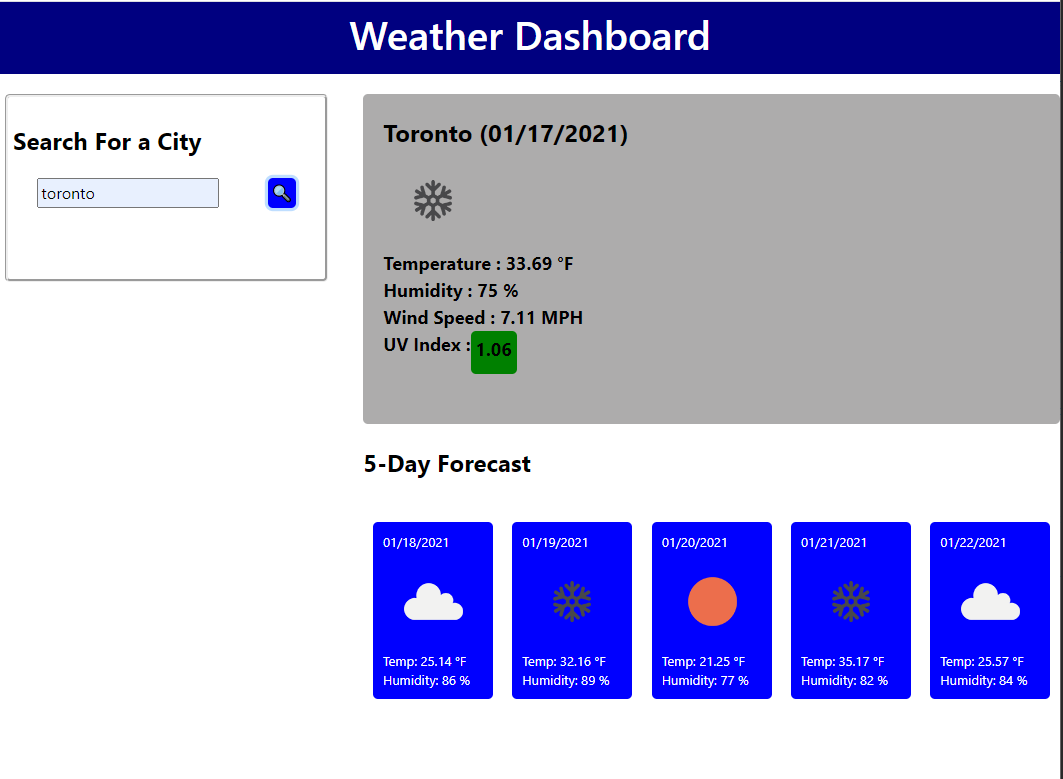 Weather Dashboard
Search For a City
toronto
Toronto (01/17/2021)
Temperature : 33.69 °F
Humidity : 75 %
Wind Speed : 7.11 MPH
UV Index : 1.06
5-Day Forecast
01/18/2021
Temp: 25.14 °F
Humidity: 86 %
01/19/2021
Temp: 32.16 °F
Humidity: 89 %
01/20/2021
Temp: 21.25 °F
Humidity: 77 %
01/21/2021
Temp: 35.17 °F
Humidity: 82 %
01/22/2021
Temp: 25.57 °F
Humidity: 84 %